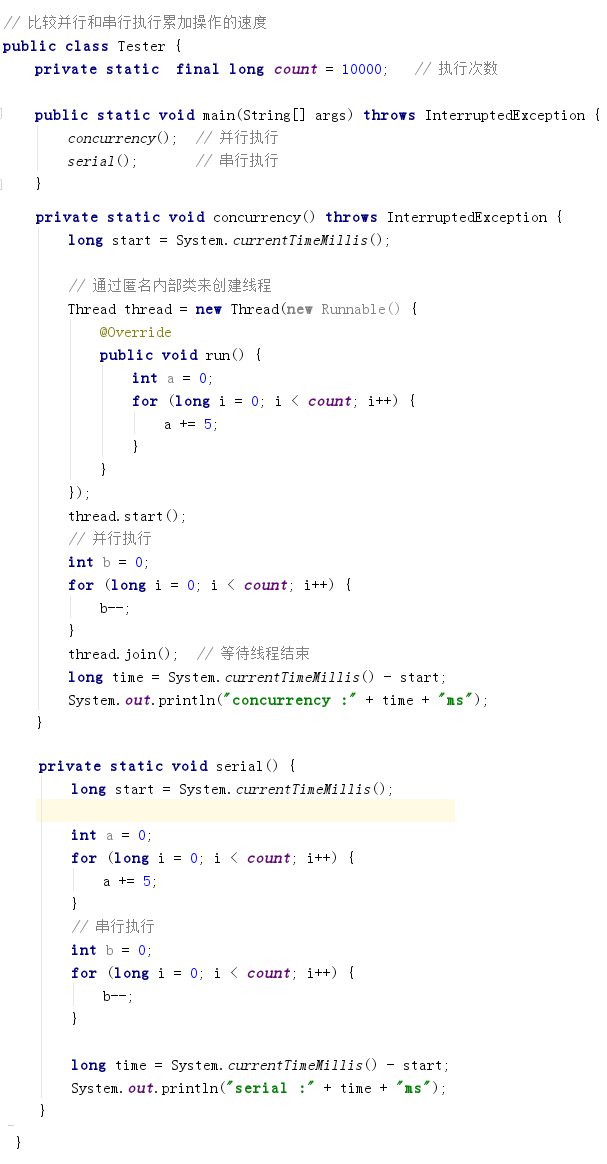 // 比较并行和串行执行累加操作的速度
public class Tester {
    private static  final long count = 10000;   // 执行次数

    public static void main(String[] args) throws InterruptedException {
        concurrency();  // 并行执行
        serial();       // 串行执行
    }
    private static void concurrency() throws InterruptedException {
        long start = System.currentTimeMillis();

        // 通过匿名内部类来创建线程
        Thread thread = new Thread(new Runnable() {
            @Override
            public void run() {
                int a = 0;
                for (long i = 0; i < count; i++) {
                    a += 5;
                }
            }
        });
        thread.start();
        // 并行执行
        int b = 0;
        for (long i = 0; i < count; i++) {
            b--;
        }
        thread.join();  // 等待线程结束
        long time = System.currentTimeMillis() - start;
        System.out.println("concurrency :" + time + "ms");
    }

    private static void serial() {
        long start = System.currentTimeMillis();

        int a = 0;
        for (long i = 0; i < count; i++) {
            a += 5;
        }
        // 串行执行
        int b = 0;
        for (long i = 0; i < count; i++) {
            b--;
        }

        long time = System.currentTimeMillis() - start;
        System.out.println("serial :" + time + "ms");
    }
}